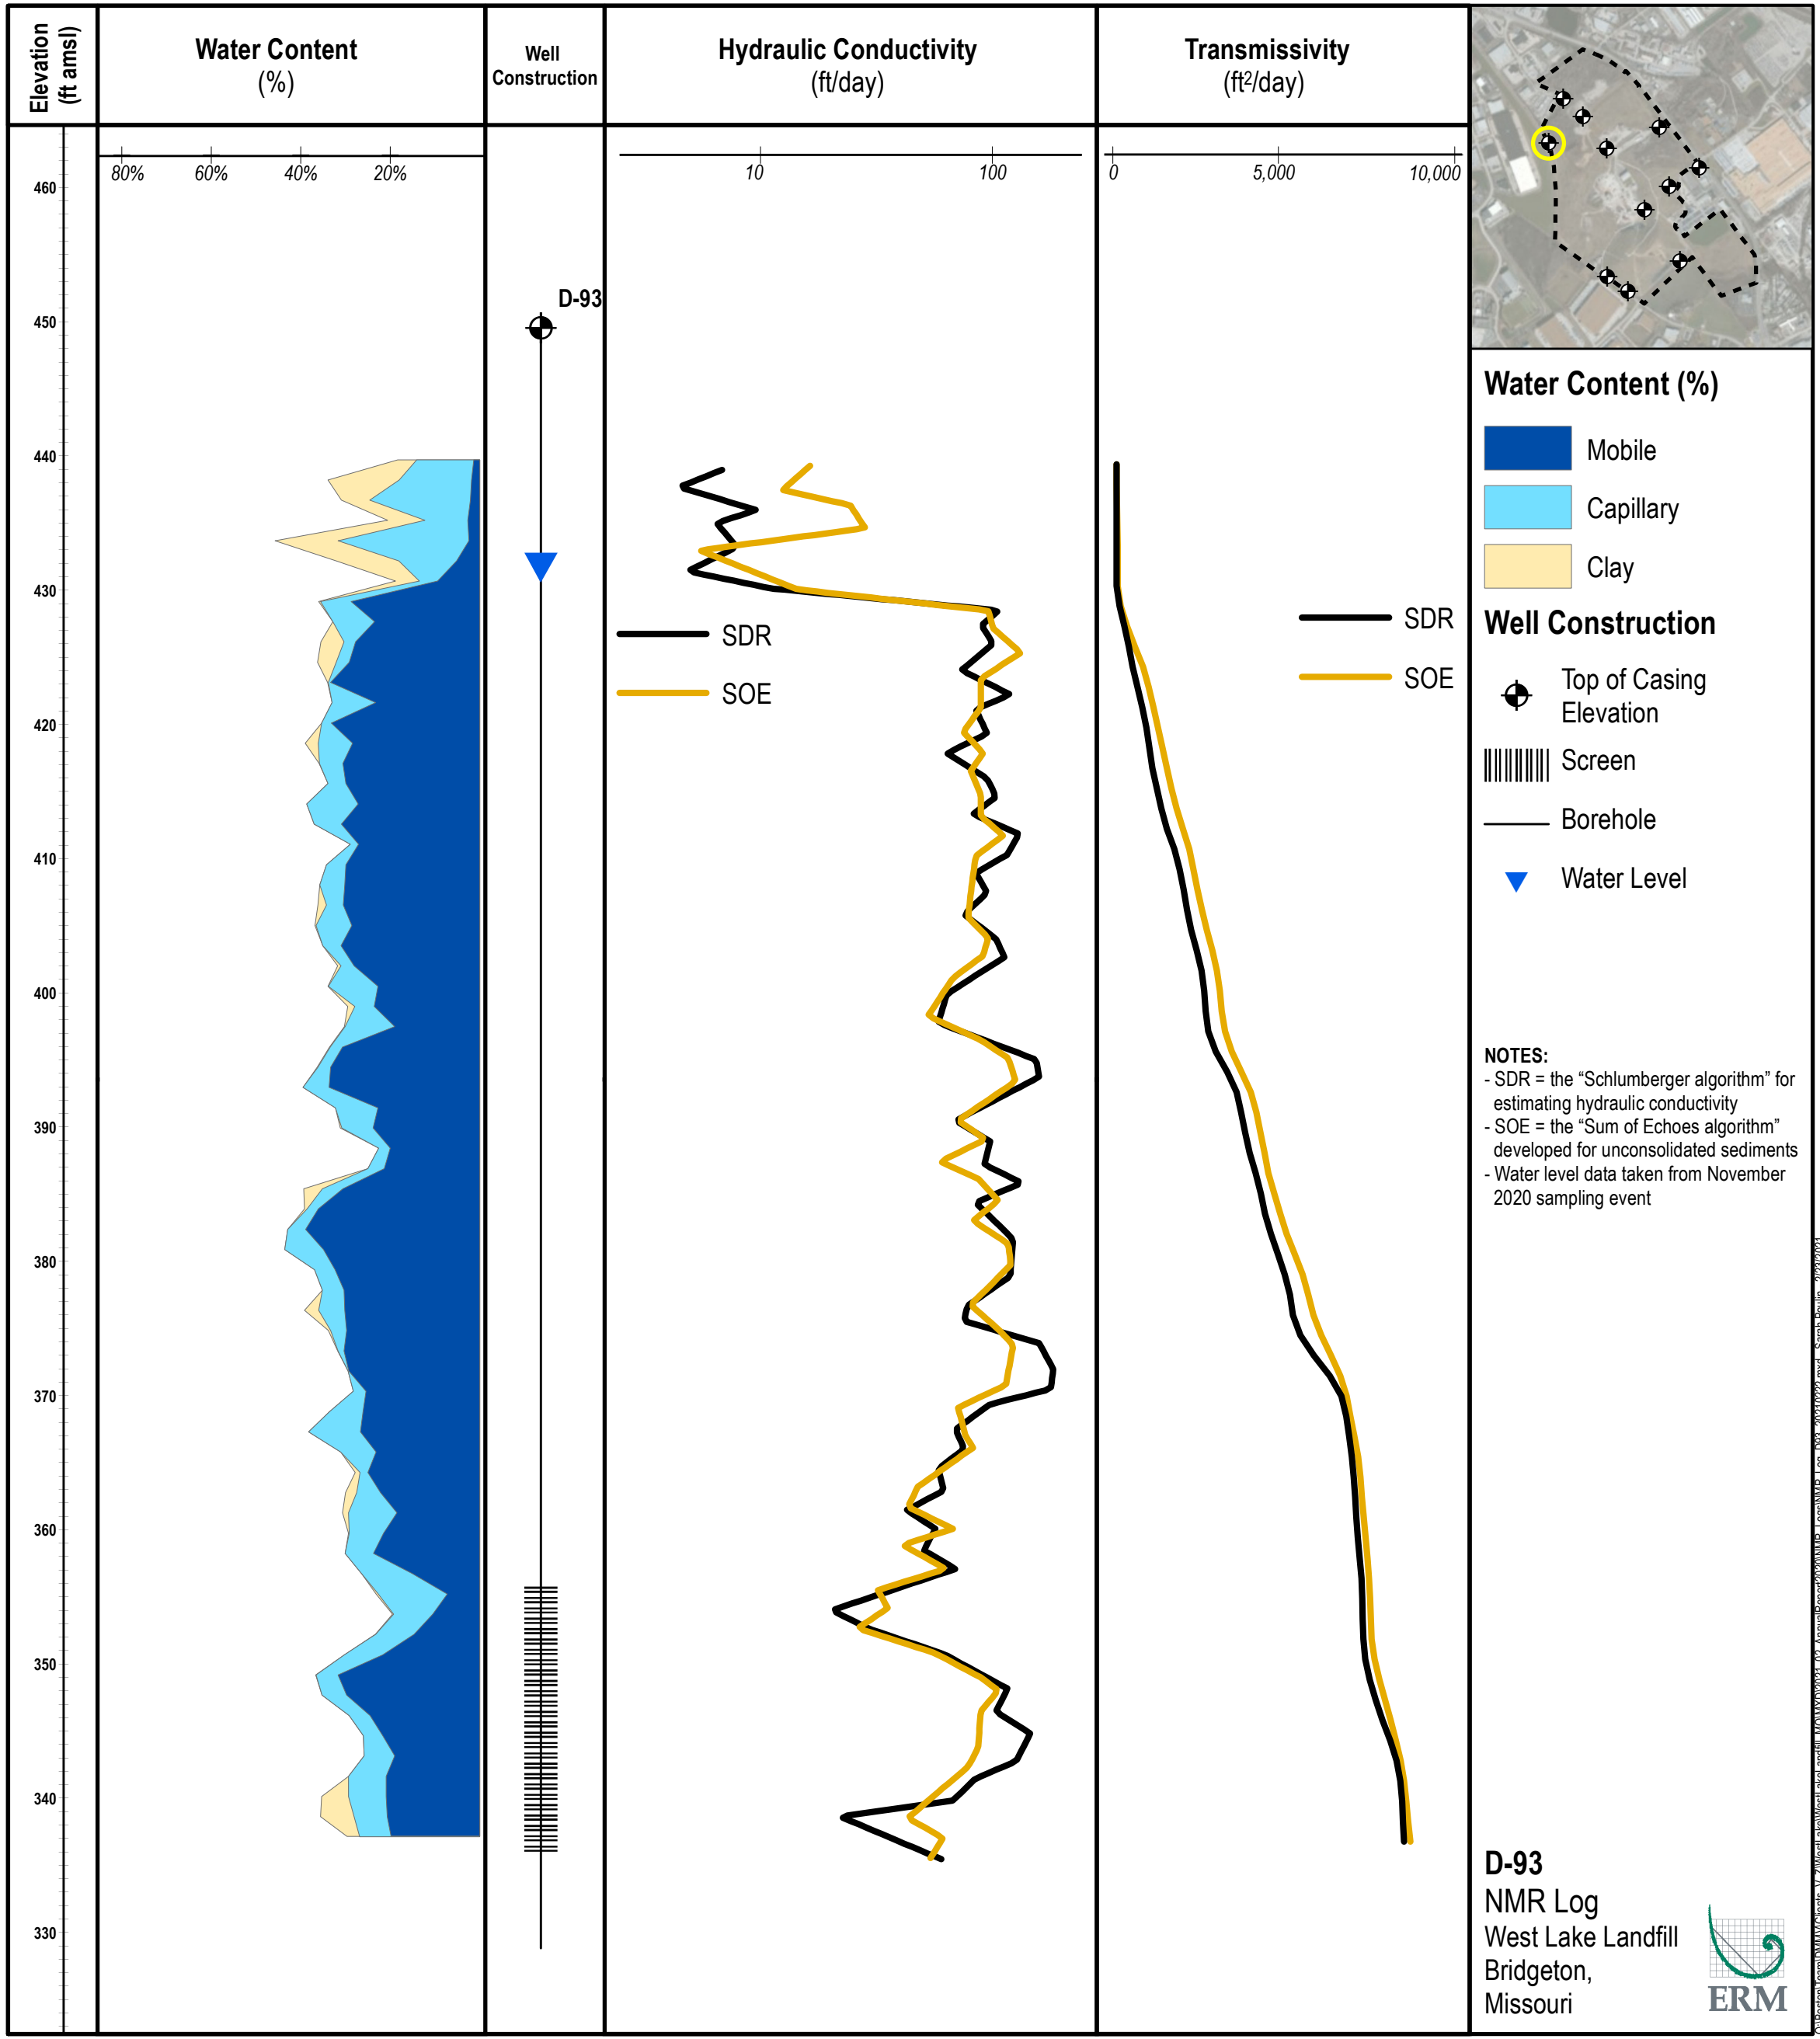 Elevation
(ft amsl)
Water Content
(%)
Well
Construction
Hydraulic Conductivity
(ft/day)
Transmissivity
(ft²/day)
80%
60%
40%
20%
10
100
0
5,000
10,000
460
450
440
430
420
410
400
390
380
370
360
350
340
330
D-93
SDR
SOE
SDR
SOE
Water Content (%)
Mobile
Capillary
Clay
Well Construction
Top of Casing
Elevation
Screen
Borehole
Water Level
NOTES:
- SDR = the “Schlumberger algorithm” for
estimating hydraulic conductivity
- SOE = the “Sum of Echoes algorithm”
developed for unconsolidated sediments
- Water level data taken from November
2020 sampling event
D-93
NMR Log
West Lake Landfill
Bridgeton,
Missouri
ERM